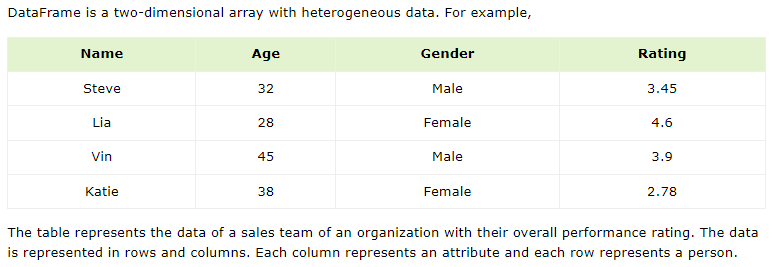 DataFrame is a two-dimensional array with heterogeneous data. For example,
Name Age Gender Rating
Steve 32 Male 3.45
Lia 28 Female 4.6
Vin 45 Male 3.9
Katie 38 Female 2.78
The table represents the data of a sales team of an organization with their overall performance rating. The data
is represented in rows and columns. Each column represents an attribute and each row represents a person.